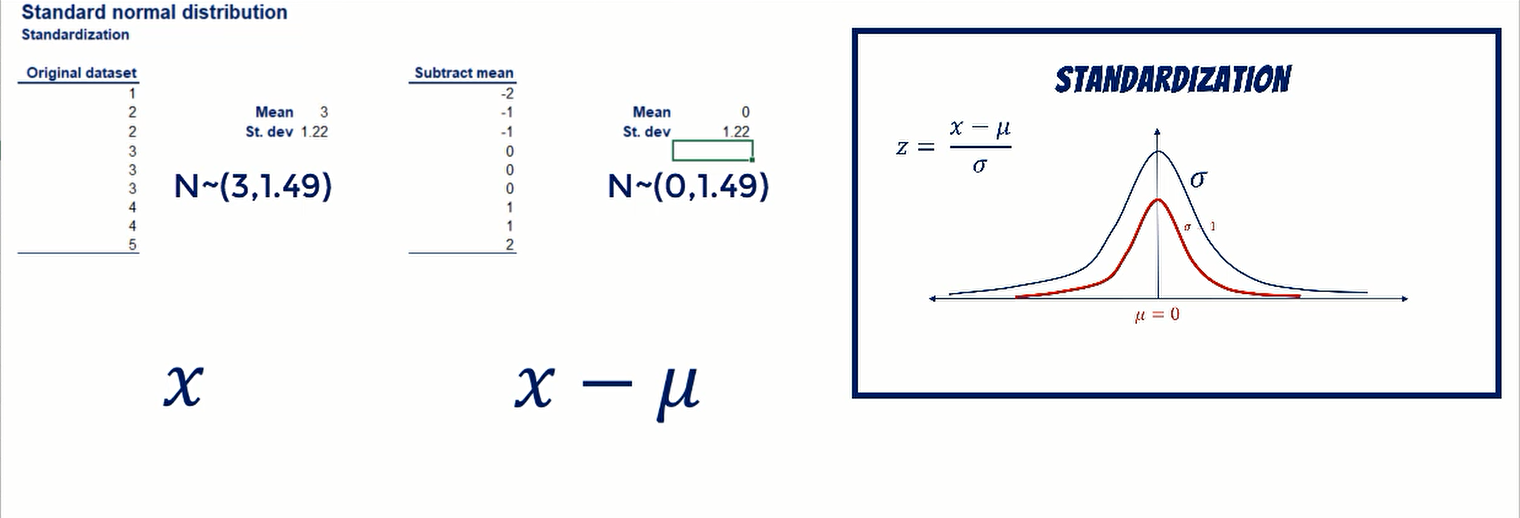 Standard normal distribution
Standardization
Original dataset
1
2
2
3
3
3
4
4
5
Mean 3
St. dev 1.22
N~(3,1.49)
x
Subtract mean
-2
-1
-1
0
0
0
1
1
2
Mean 0
St. dev 1.22
N~(0,1.49)
x − μ
STANDARDIZATION
z = x − μ / σ
σ
σ 1
μ = 0